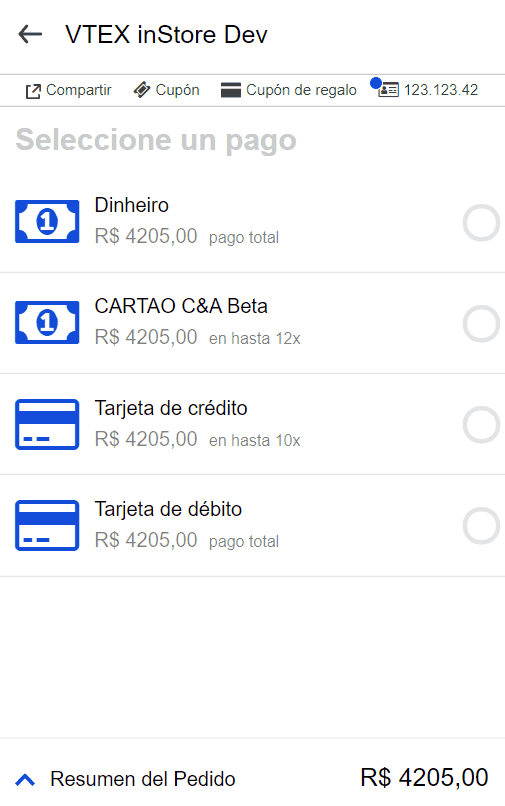 VTEX inStore Dev
Compartir Cupón Cupón de regalo 123.123.42
Seleccione un pago
Dinheiro
R$ 4205,00 pago total
CARTAO C&A Beta
R$ 4205,00 en hasta 12x
Tarjeta de crédito
R$ 4205,00 en hasta 10x
Tarjeta de débito
R$ 4205,00 pago total
Resumen del Pedido R$ 4205,00